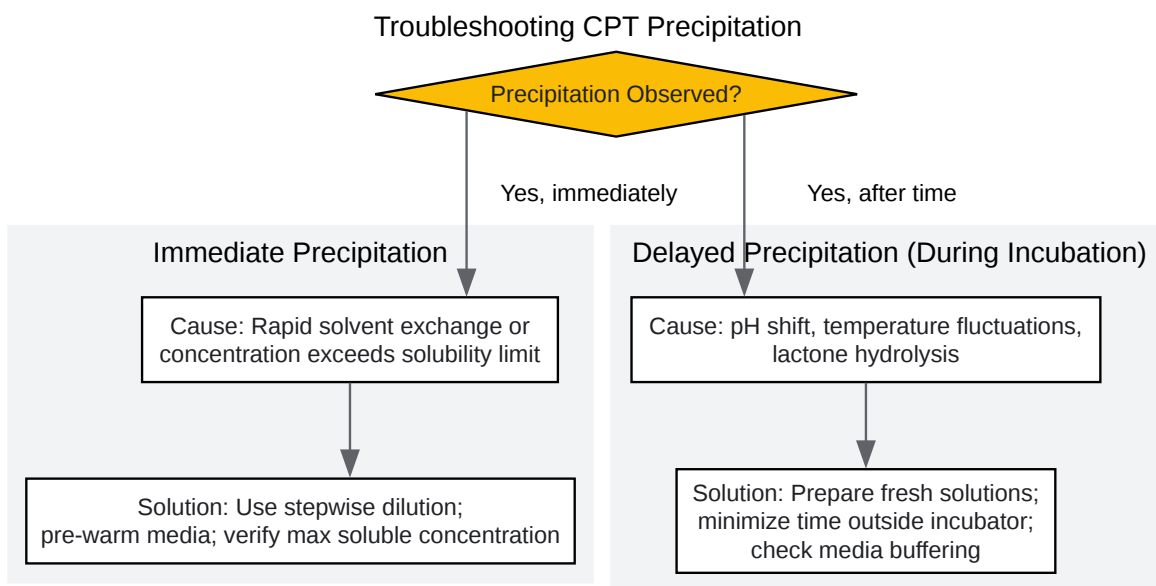 Troubleshooting CPT Precipitation
Precipitation Observed?
Yes, immediately
Yes, after time
Immediate Precipitation
Cause: Rapid solvent exchange or
concentration exceeds solubility limit
Solution: Use stepwise dilution;
pre-warm media; verify max soluble concentration
Delayed Precipitation (During Incubation)
Cause: pH shift, temperature fluctuations,
lactone hydrolysis
Solution: Prepare fresh solutions;
minimize time outside incubator;
check media buffering